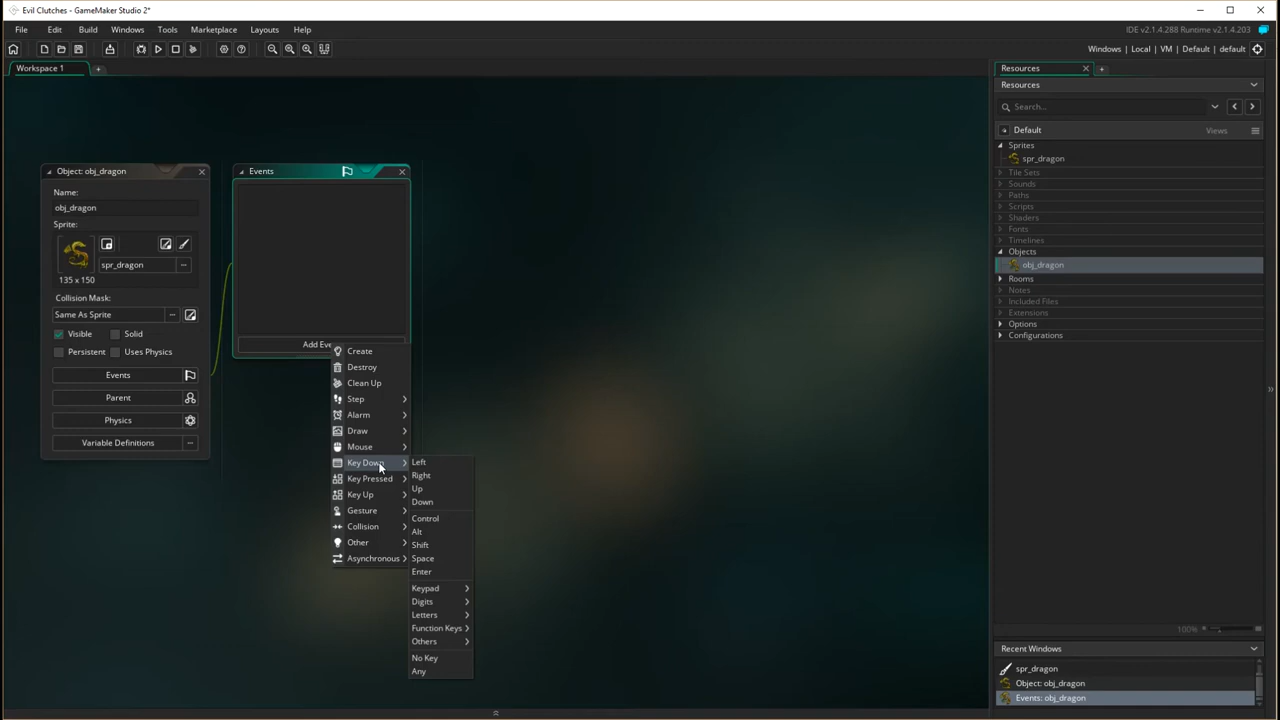 Evil Clutches - GameMaker Studio 2*
File Edit Build Windows Tools Marketplace Layouts Help
IDE v2.1.4.288 Runtime v2.1.4.203
Windows | Local | VM | Default | default
Workspace 1
Object: obj_dragon
Name:
obj_dragon
Sprite:
spr_dragon
135 x 150
Collision Mask:
Same As Sprite
Visible Solid
Persistent Uses Physics
Events
Parent
Physics
Variable Definitions
Events
Add Eve
Create
Destroy
Clean Up
Step
Alarm
Draw
Mouse
Key Down
Key Pressed
Key Up
Gesture
Collision
Other
Asynchronous
Left
Right
Up
Down
Control
Alt
Shift
Space
Enter
Keypad
Digits
Letters
Function Keys
Others
No Key
Any
Resources
Resources
Search...
Default Views
Sprites
spr_dragon
Tile Sets
Sounds
Paths
Scripts
Shaders
Fonts
Timelines
Objects
obj_dragon
Rooms
Notes
Included Files
Extensions
Options
Configurations
100%
Recent Windows
spr_dragon
Object: obj_dragon
Events: obj_dragon